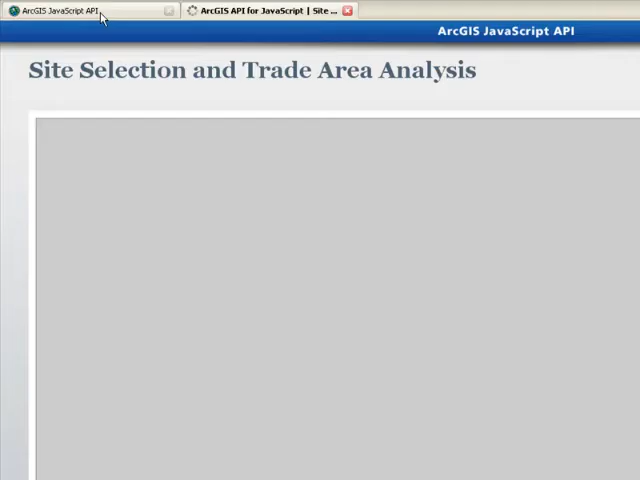 ArcGIS JavaScript API
ArcGIS API for JavaScript | Site ...
ArcGIS JavaScript API
Site Selection and Trade Area Analysis